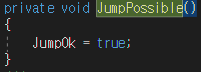 private void JumpPossible()
{
JumpOk = true;